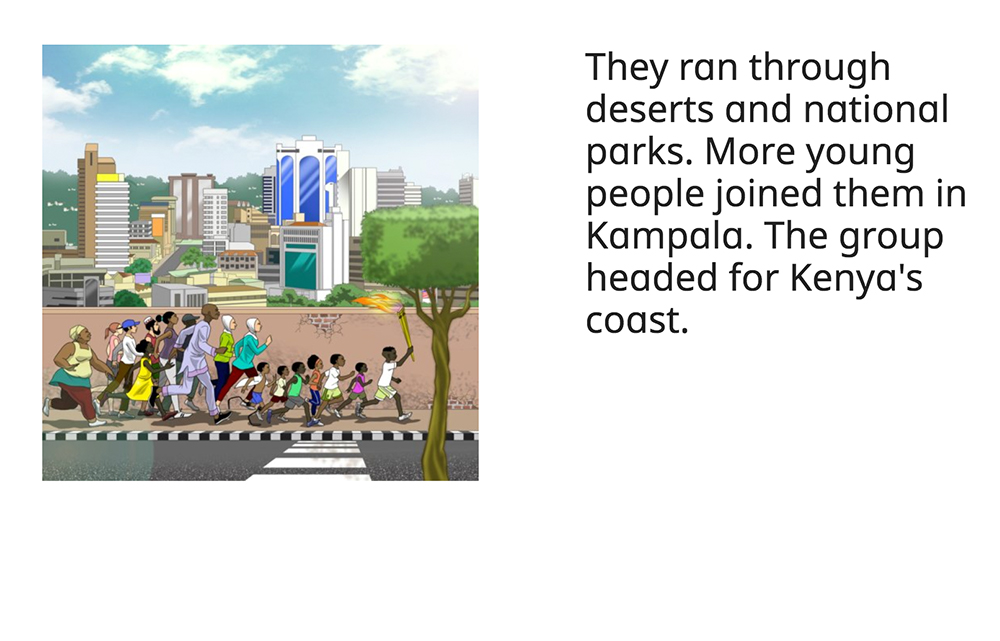 They ran through
deserts and national
parks. More young
people joined them in
Kampala. The group
headed for Kenya's
coast.